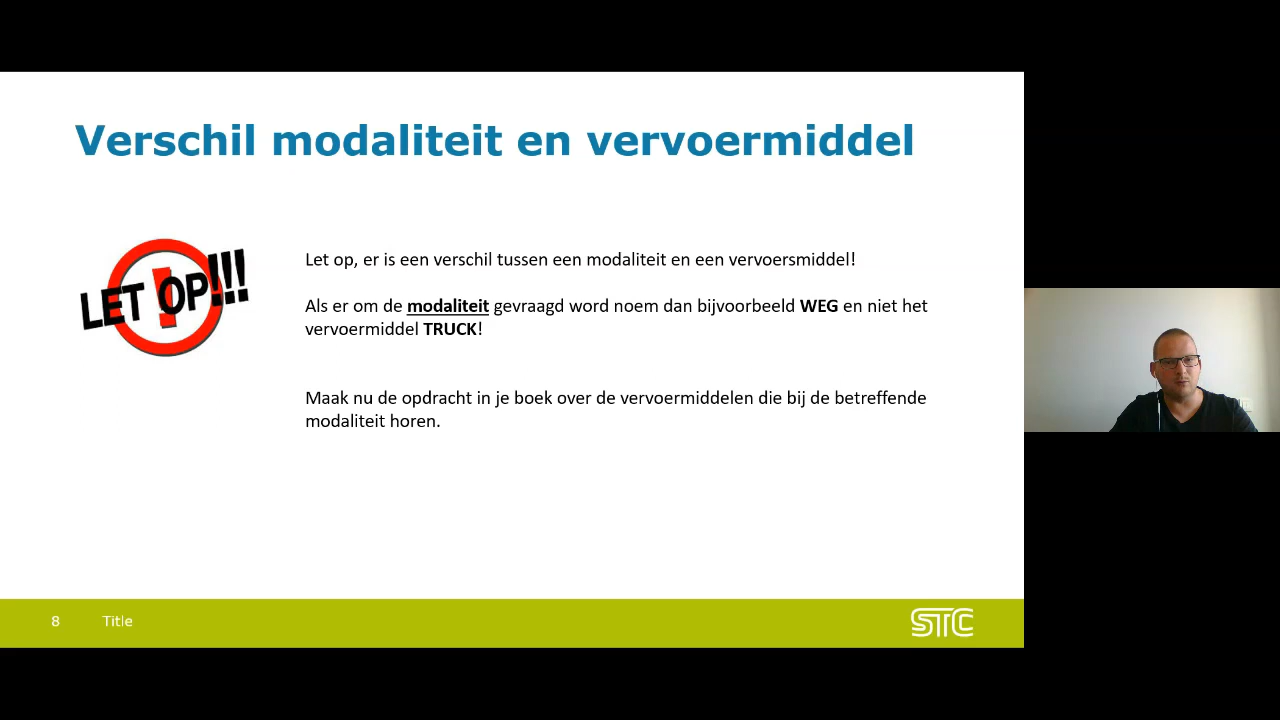 Verschil modaliteit en vervoermiddel
LET OP!!!
Let op, er is een verschil tussen een modaliteit en een vervoersmiddel!
Als er om de modaliteit gevraagd word noem dan bijvoorbeeld WEG en niet het
vervoermiddel TRUCK!
Maak nu de opdracht in je boek over de vervoermiddelen die bij de betreffende
modaliteit horen.
8 Title
STC